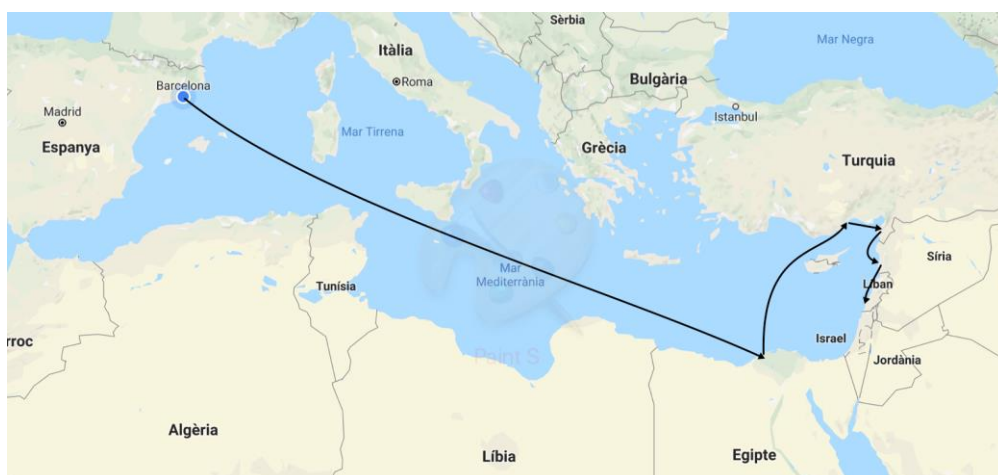 Sèrbia
Mar Negra
Itàlia
Roma
Bulgària
Barcelona
Madrid
Istanbul
Mar Tirrena
Espanya
Grècia
Turquia
Síria
Mar
Mediterrània
Tunísia
Líban
Israel
rroc
Paint S
Jordània
Algèria
Líbia
Egipte